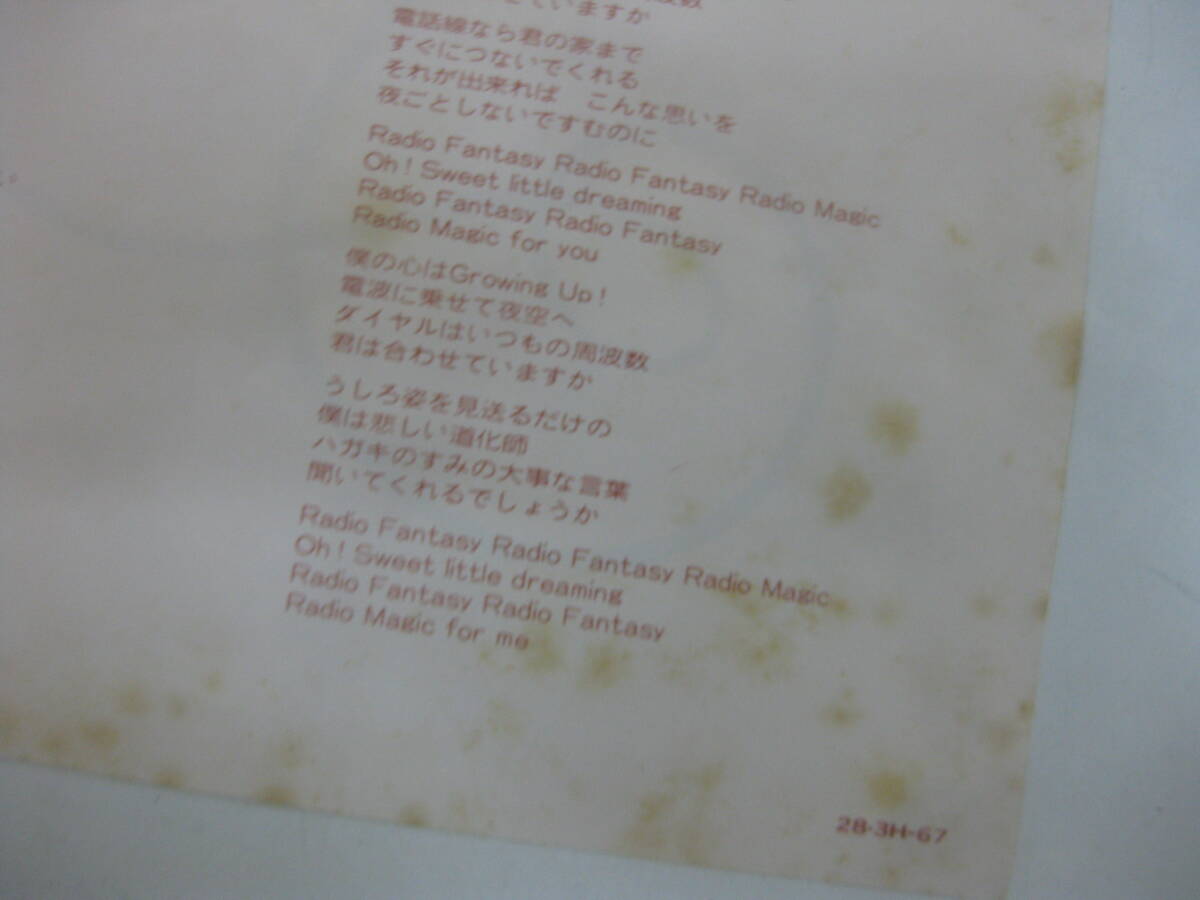 ていますか
電話線なら君の家まで
すぐにつないでくれる
それが出来れば　こんな思いを
夜ごとしないですむのに
Radio Fantasy Radio Fantasy Radio Magic
Oh! Sweet little dreaming
Radio Fantasy Radio Fantasy
Radio Magic for you
僕の心はGrowing Up!
電波に乗せて夜空へ
ダイヤルはいつもの周波数
君は合わせていますか
うしろ姿を見送るだけの
僕は悲しい道化師
ハガキのすみの大事な言葉
聞いてくれるでしょうか
Radio Fantasy Radio Fantasy Radio Magic
Oh! Sweet little dreaming
Radio Fantasy Radio Fantasy
Radio Magic for me
28・3H-67